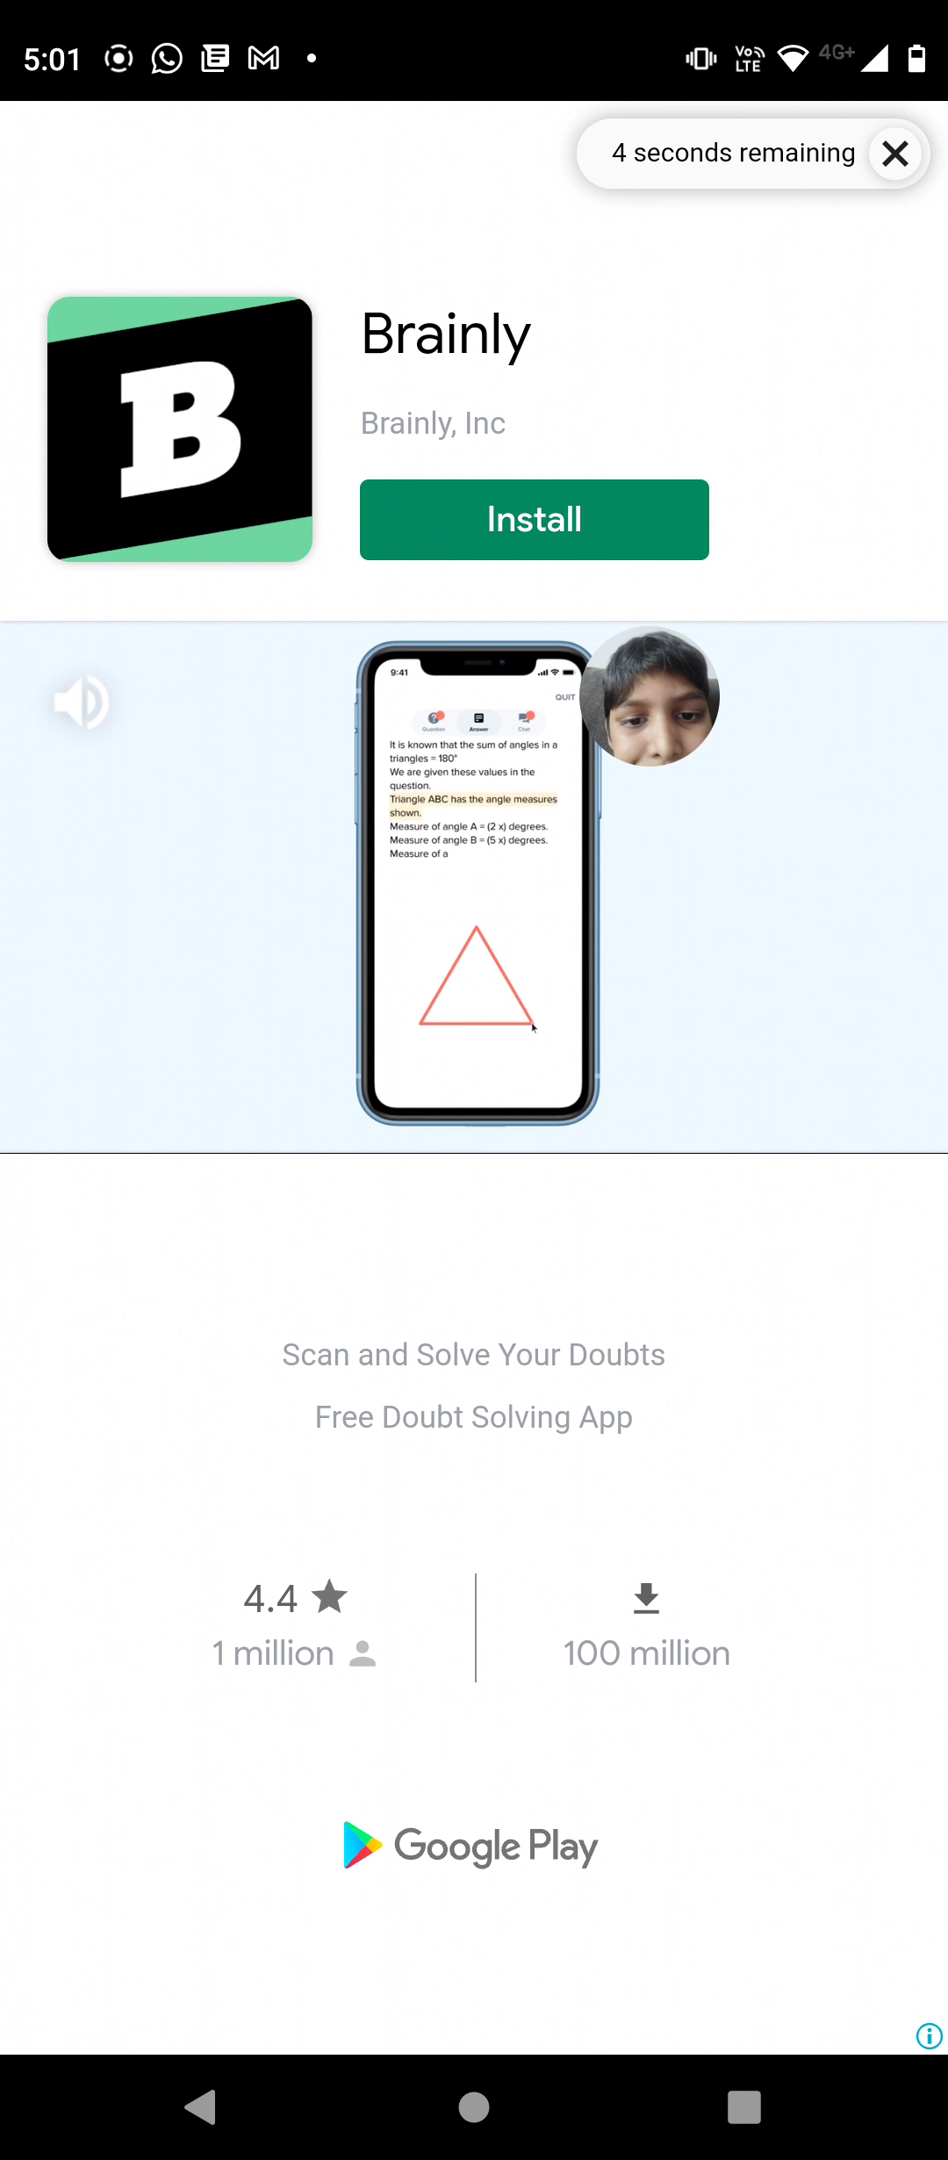 5:01
Vo)) LTE
4G+
4 seconds remaining
B
Brainly
Brainly, Inc
Install
9:41
QUIT
Question Answer Chat
It is known that the sum of angles in a
triangles = 180°
We are given these values in the
question.
Triangle ABC has the angle measures
shown.
Measure of angle A = (2 x) degrees.
Measure of angle B = (5 x) degrees.
Measure of a
Scan and Solve Your Doubts
Free Doubt Solving App
4.4
1 million
100 million
Google Play